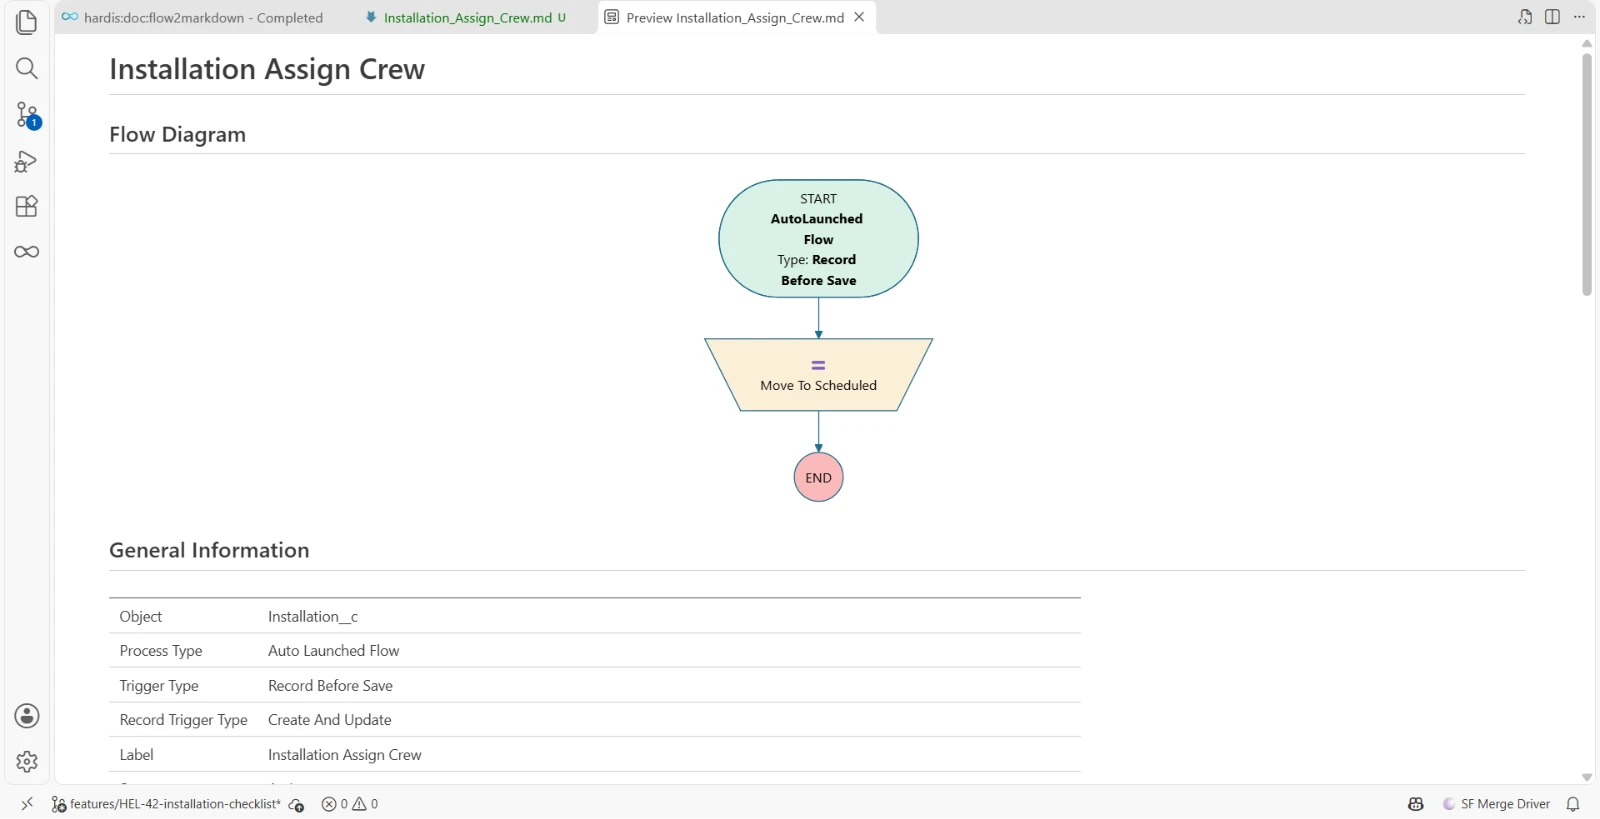 hardis:doc:flow2markdown - Completed
Installation_Assign_Crew.md U
Preview Installation_Assign_Crew.md
Installation Assign Crew
Flow Diagram
START
AutoLaunched
Flow
Type: Record
Before Save
=
Move To Scheduled
END
General Information
Object Installation__c
Process Type Auto Launched Flow
Trigger Type Record Before Save
Record Trigger Type Create And Update
Label Installation Assign Crew
1
features/HEL-42-installation-checklist* 0 0 SF Merge Driver